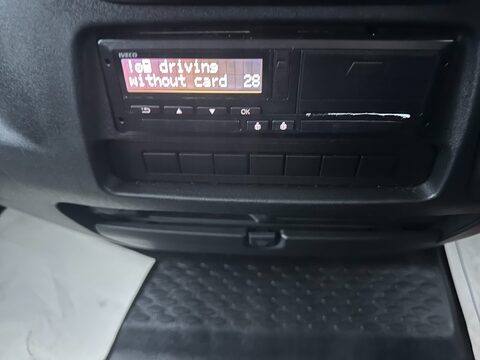 IVECO
! driving
without card 28
OK